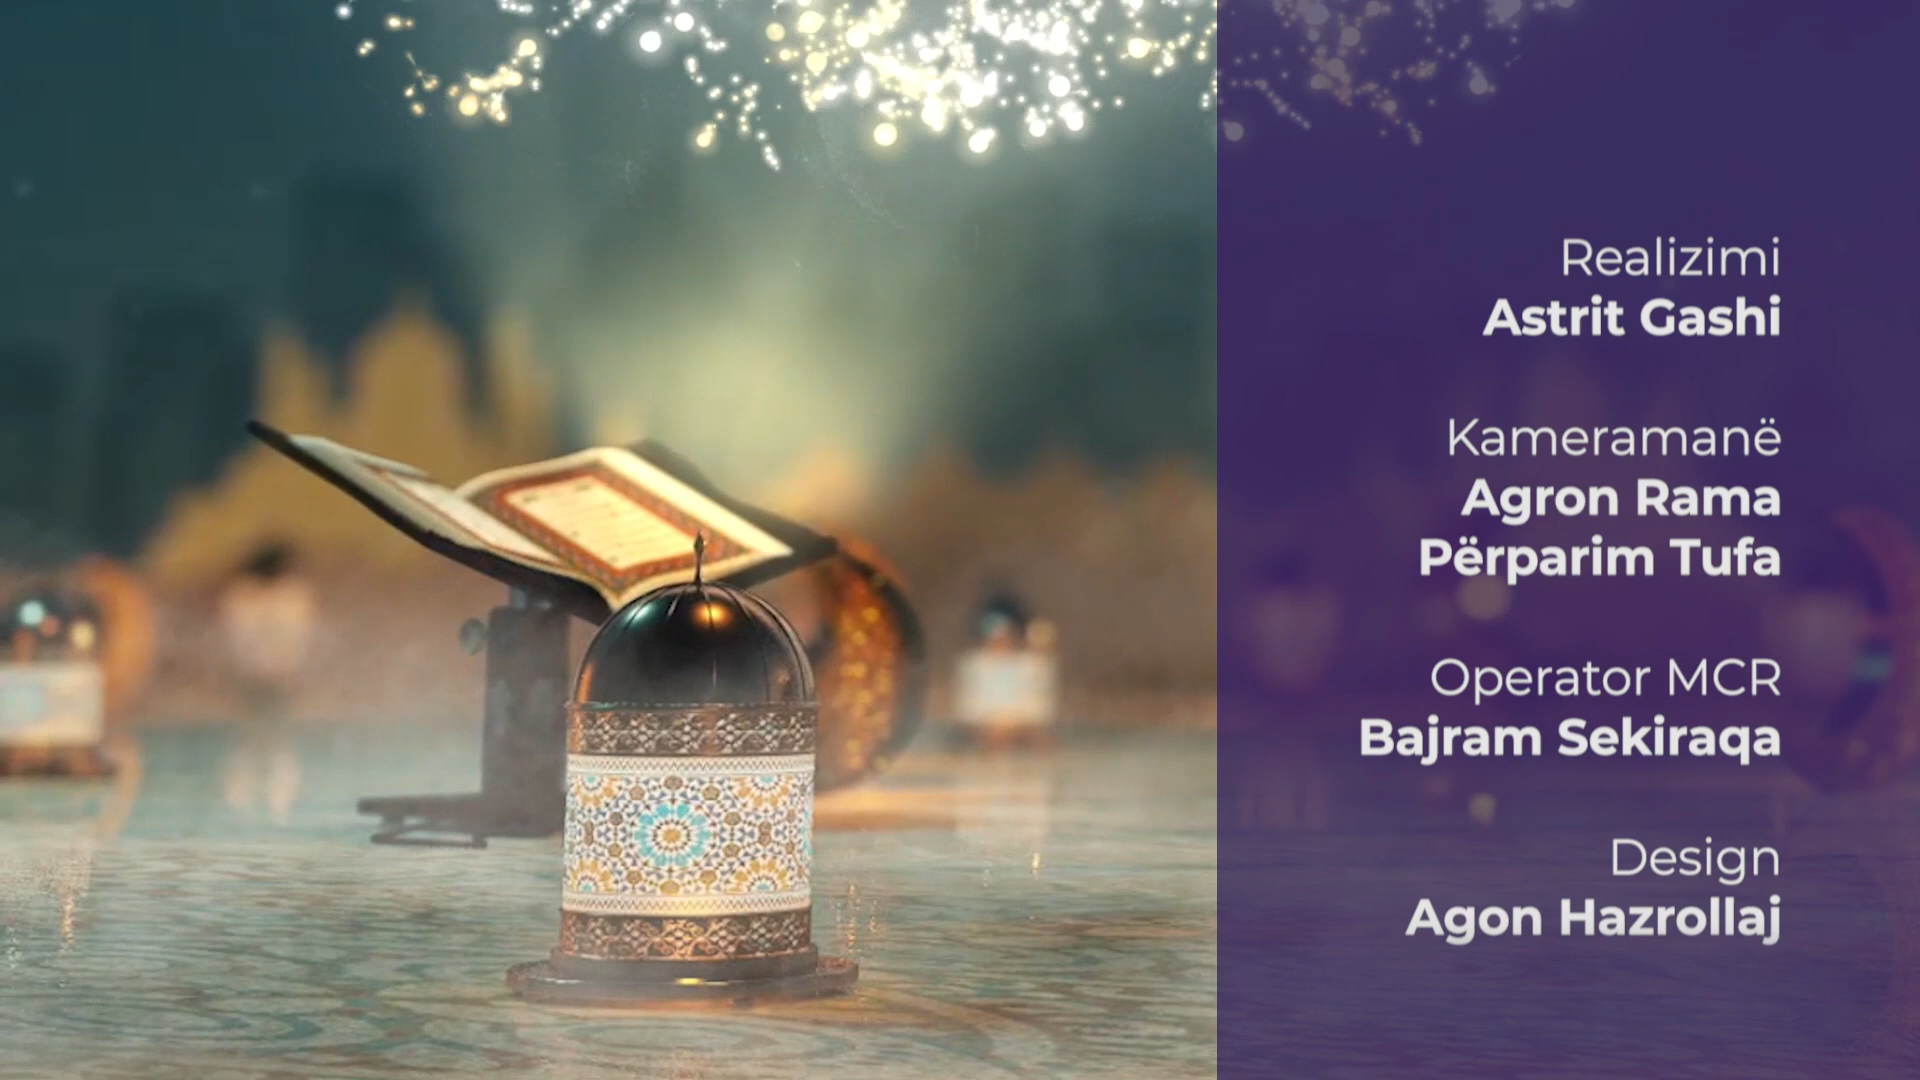 Realizimi
Astrit Gashi
Kameramanë
Agron Rama
Përparim Tufa
Operator MCR
Bajram Sekiraqa
Design
Agon Hazrollaj